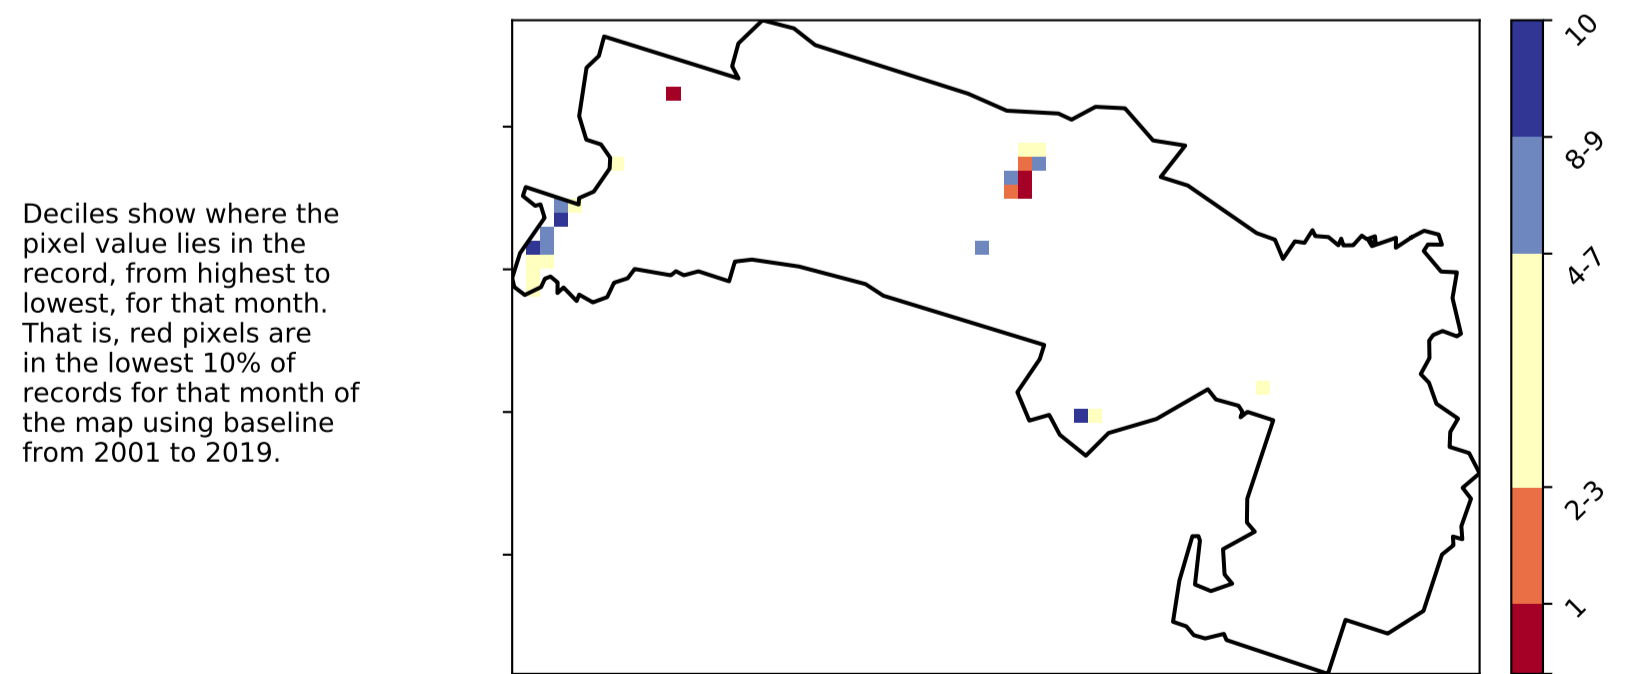 Deciles show where the
pixel value lies in the
record, from highest to
lowest, for that month.
That is, red pixels are
in the lowest 10% of
records for that month of
the map using baseline
from 2001 to 2019.
10
8-9
4-7
2-3
1